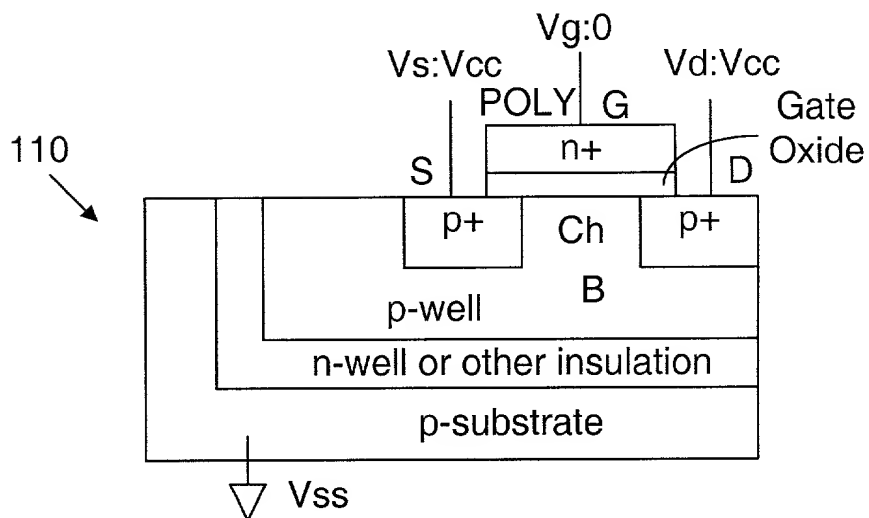 Vg:0
Vs:Vcc
Vd:Vcc
POLY G
Gate
Oxide
110
n+
S
D
p+
Ch
p+
B
p-well
n-well or other insulation
p-substrate
Vss